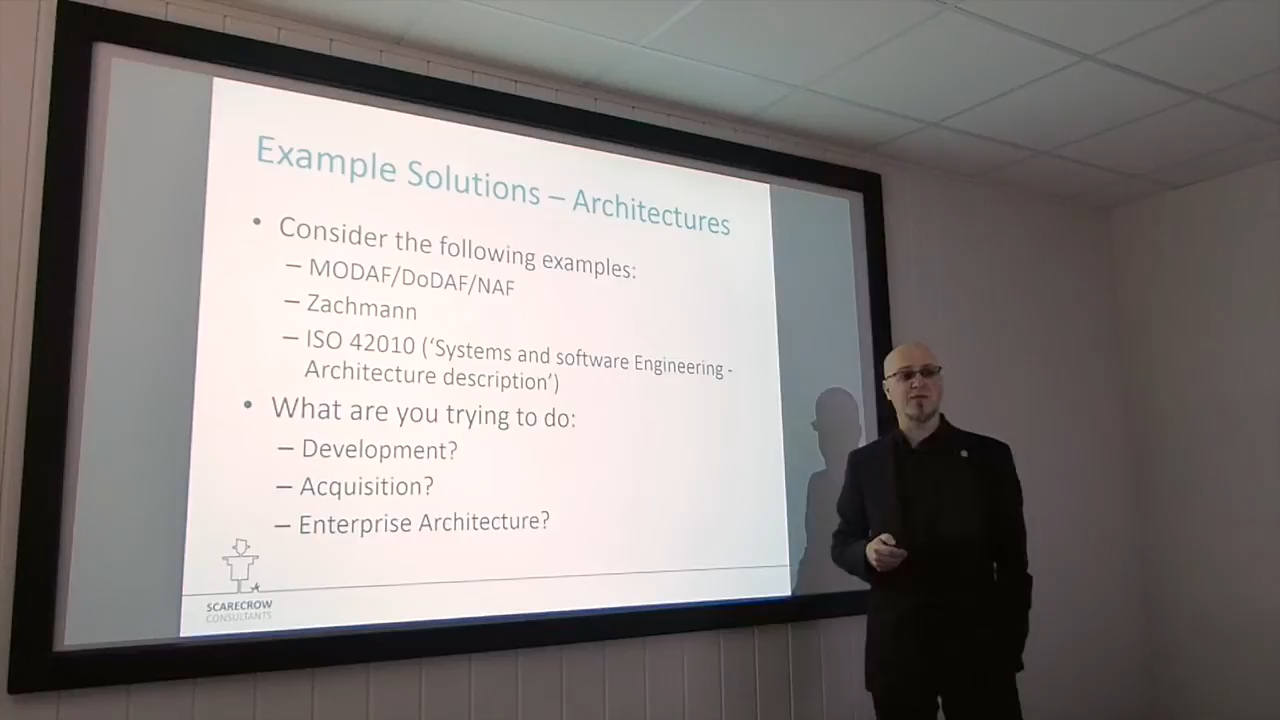 Example Solutions – Architectures
• Consider the following examples:
– MODAF/DoDAF/NAF
– Zachmann
– ISO 42010 (‘Systems and software Engineering -
Architecture description’)
• What are you trying to do:
– Development?
– Acquisition?
– Enterprise Architecture?
SCARECROW
CONSULTANTS